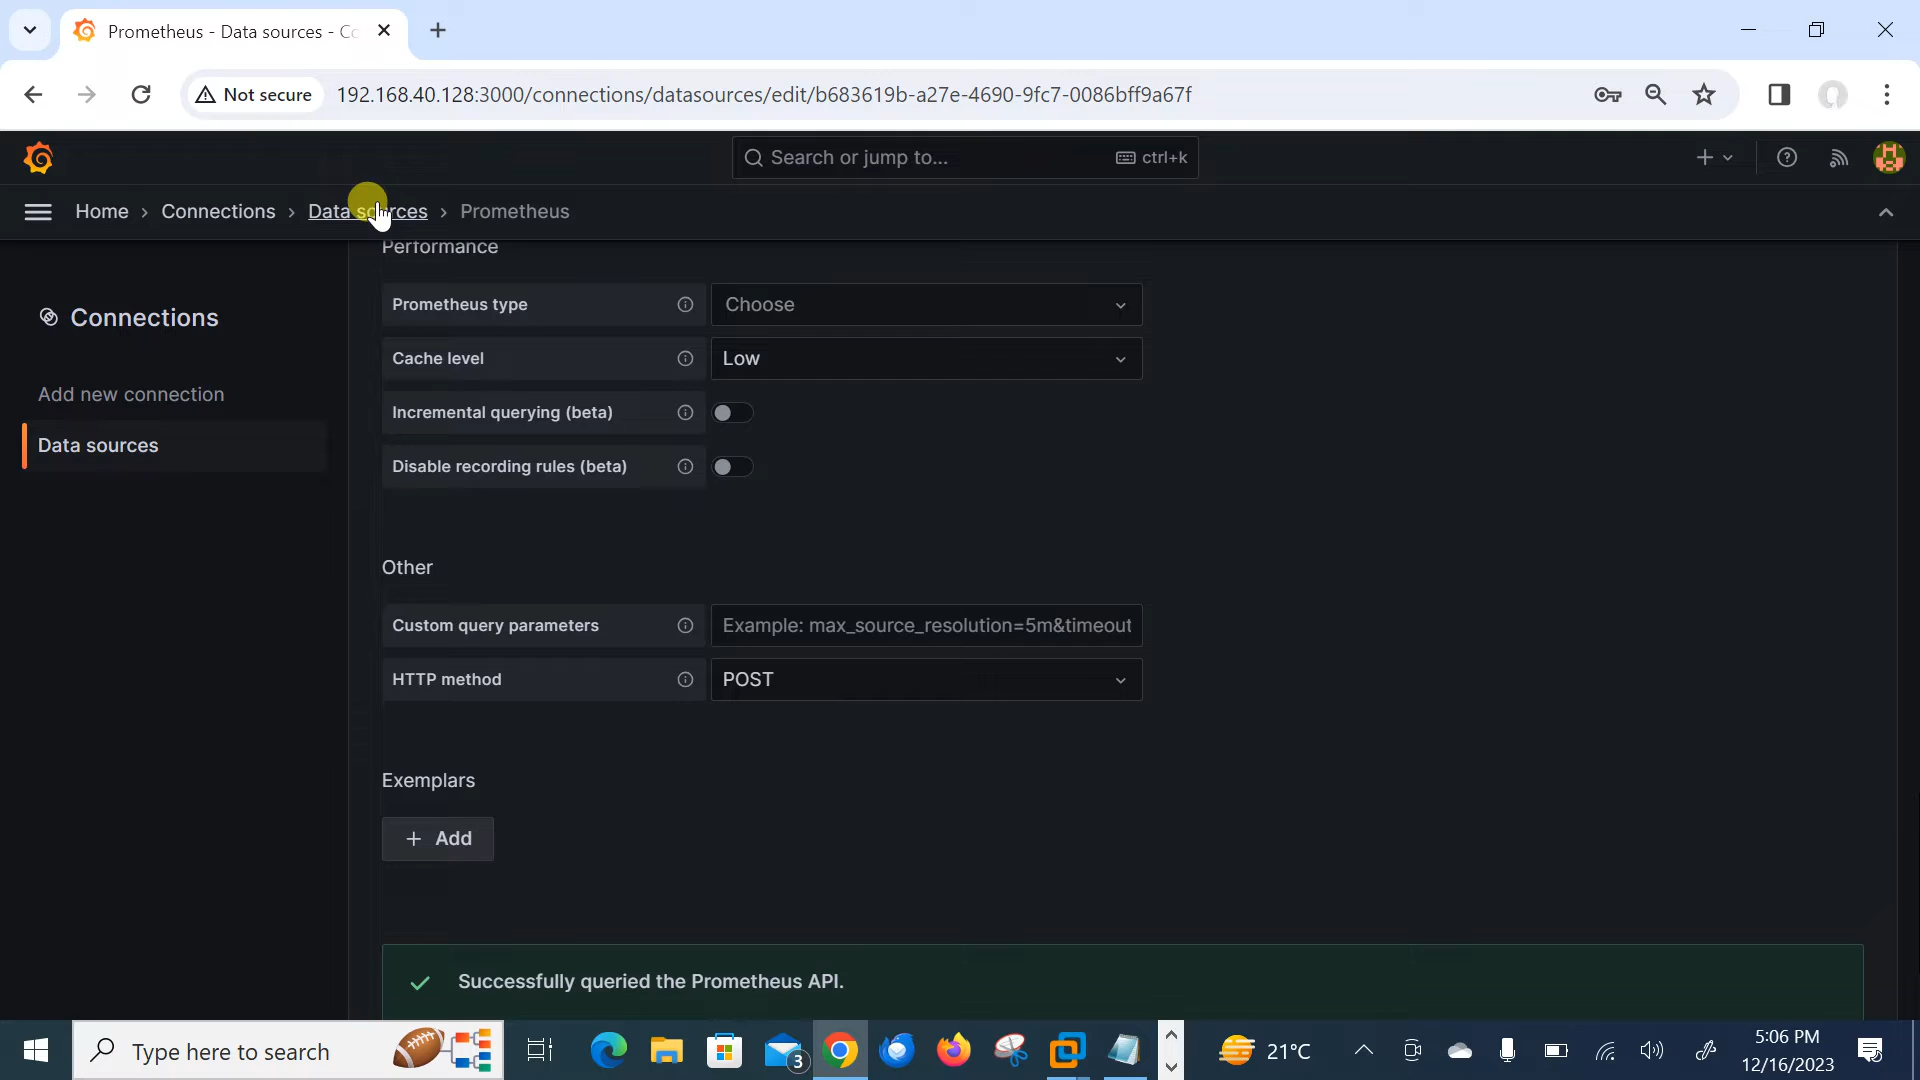 Prometheus - Data sources - Co
Not secure
192.168.40.128:3000/connections/datasources/edit/b683619b-a27e-4690-9fc7-0086bff9a67f
Search or jump to...
ctrl+k
Home › Connections › Data sources › Prometheus
Connections
Add new connection
Data sources
Performance
Prometheus type
Choose
Cache level
Low
Incremental querying (beta)
Disable recording rules (beta)
Other
Custom query parameters
Example: max_source_resolution=5m&timeout
HTTP method
POST
Exemplars
+ Add
Successfully queried the Prometheus API.
Type here to search
3
21°C
5:06 PM
12/16/2023